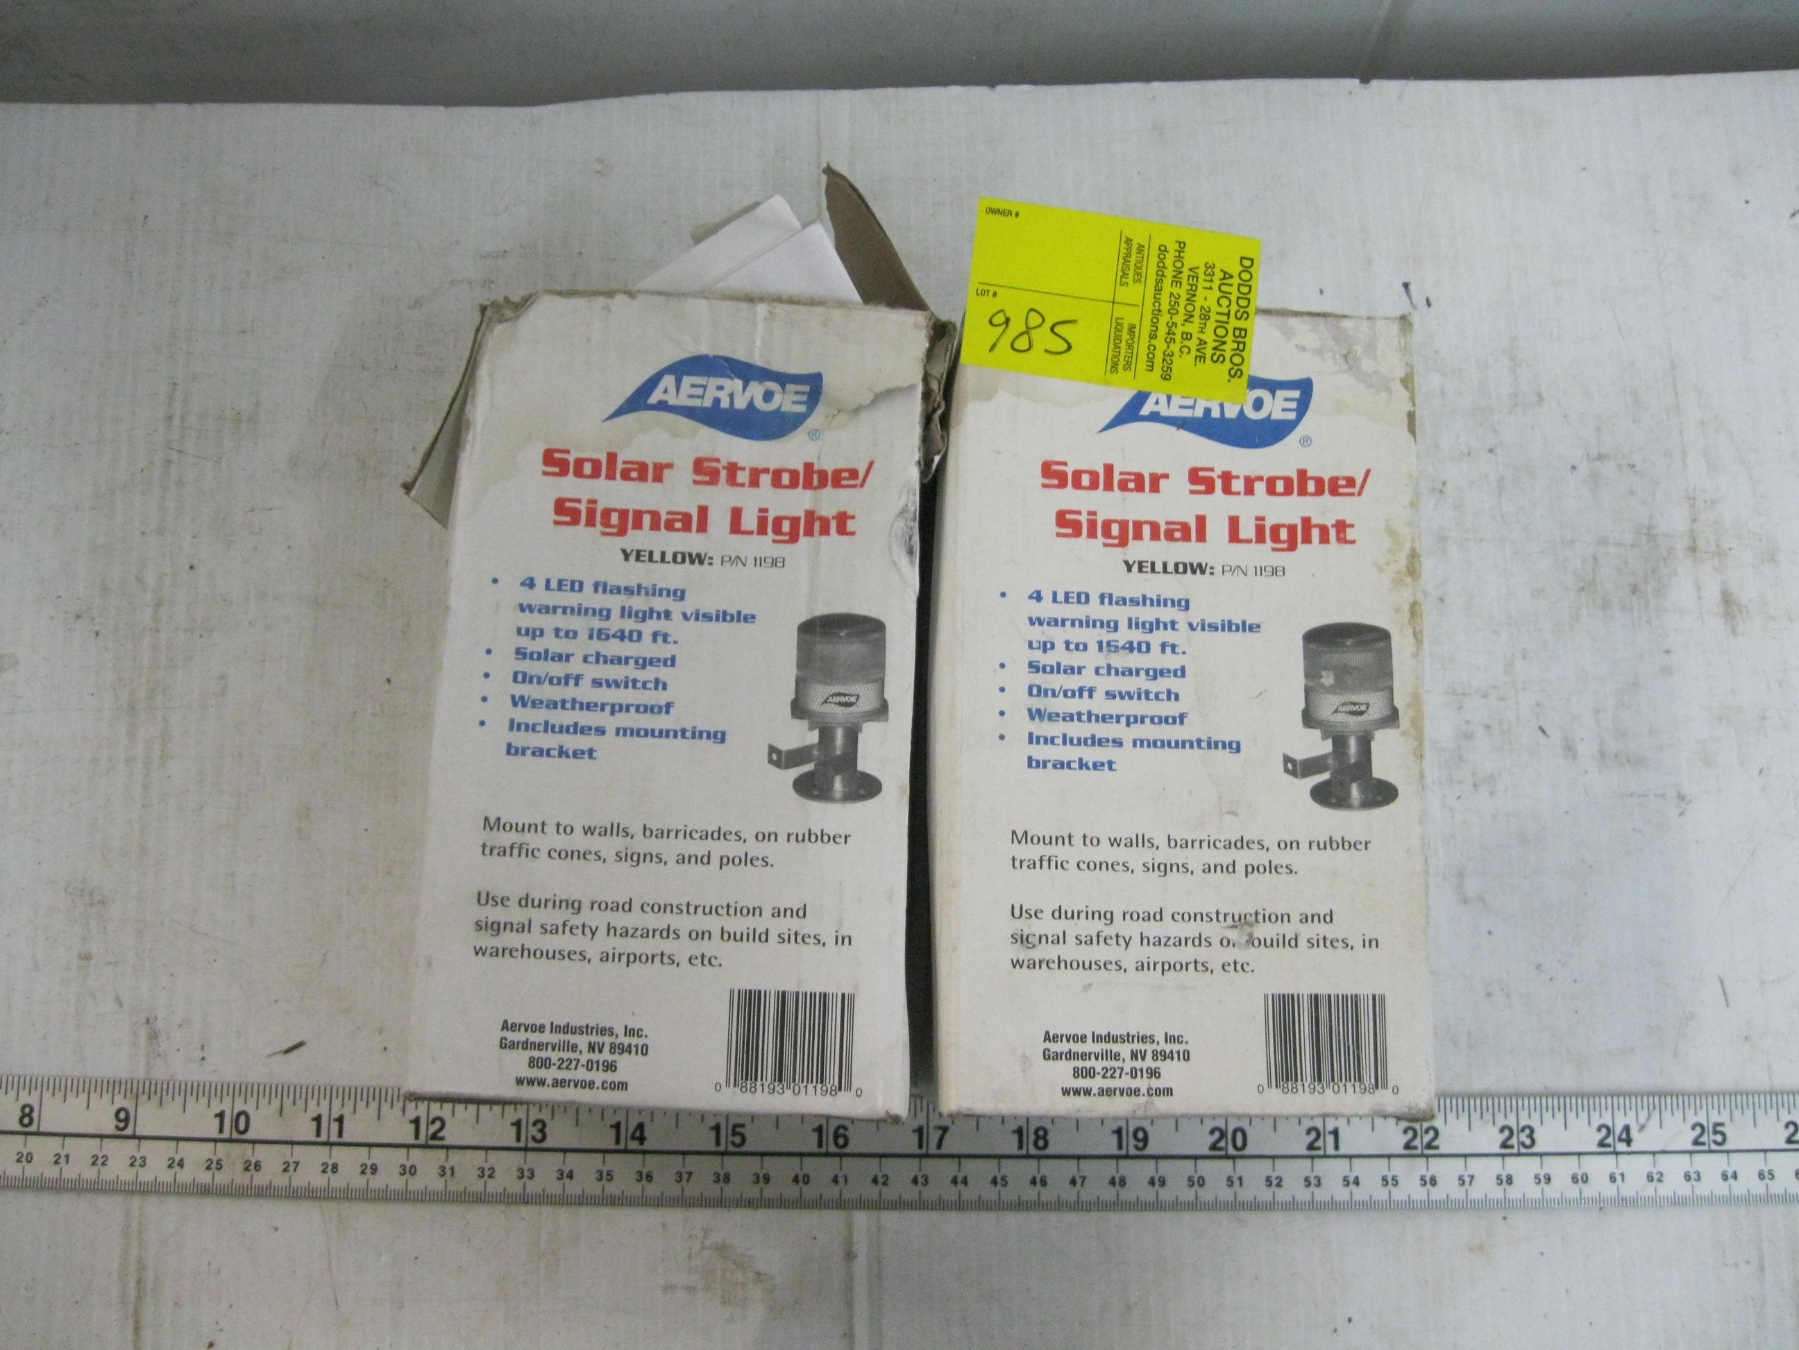 OWNER #
LOT #
985
ANTIQUES
APPRAISALS
IMPORTERS
LIQUIDATIONS
DODDS BROS.
AUCTIONS
3311 - 28TH AVE.
VERNON, B.C.
PHONE 250-545-3259
doddsauctions.com
AERVOE
®
Solar Strobe/
Signal Light
YELLOW: P/N 1198
• 4 LED flashing
warning light visible
up to 1640 ft.
• Solar charged
• On/off switch
• Weatherproof
• Includes mounting
bracket
AERVOE
Mount to walls, barricades, on rubber
traffic cones, signs, and poles.
Use during road construction and
signal safety hazards on build sites, in
warehouses, airports, etc.
Aervoe Industries, Inc.
Gardnerville, NV 89410
800-227-0196
www.aervoe.com
0 88193 01198 0
AERVOE
®
Solar Strobe/
Signal Light
YELLOW: P/N 1198
• 4 LED flashing
warning light visible
up to 1640 ft.
• Solar charged
• On/off switch
• Weatherproof
• Includes mounting
bracket
AERVOE
Mount to walls, barricades, on rubber
traffic cones, signs, and poles.
Use during road construction and
signal safety hazards build sites, in
warehouses, airports, etc.
Aervoe Industries, Inc.
Gardnerville, NV 89410
800-227-0196
www.aervoe.com
0 88193 01198 0
8 9 10 11 12 13 14 15 16 17 18 19 20 21 22 23 24 25 2
20 21 22 23 24 25 26 27 28 29 30 31 32 33 34 35 36 37 38 39 40 41 42 43 44 45 46 47 48 49 50 51 52 53 54 55 56 57 58 59 60 61 62 63 64 65